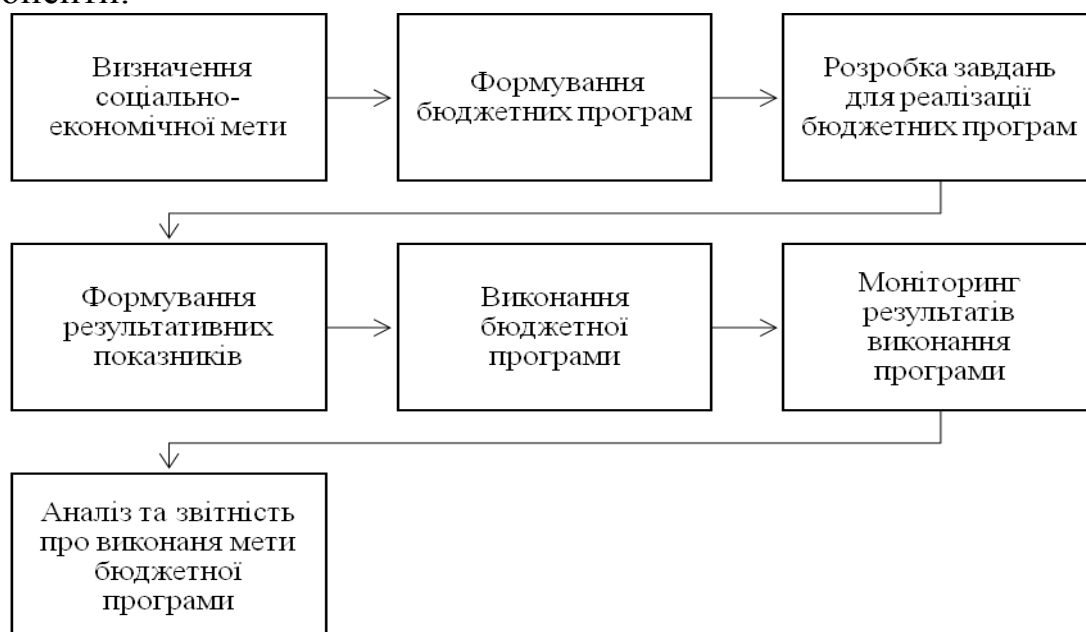 Визначення
соціально-
економічної мети
Формування
бюджетних програм
Розробка завдань
для реалізації
бюджетних програм
Формування
результативних
показників
Виконання
бюджетної
програми
Моніторинг
результатів
виконання
програми
Аналіз та звітність
про виконаня мети
бюджетної
програми